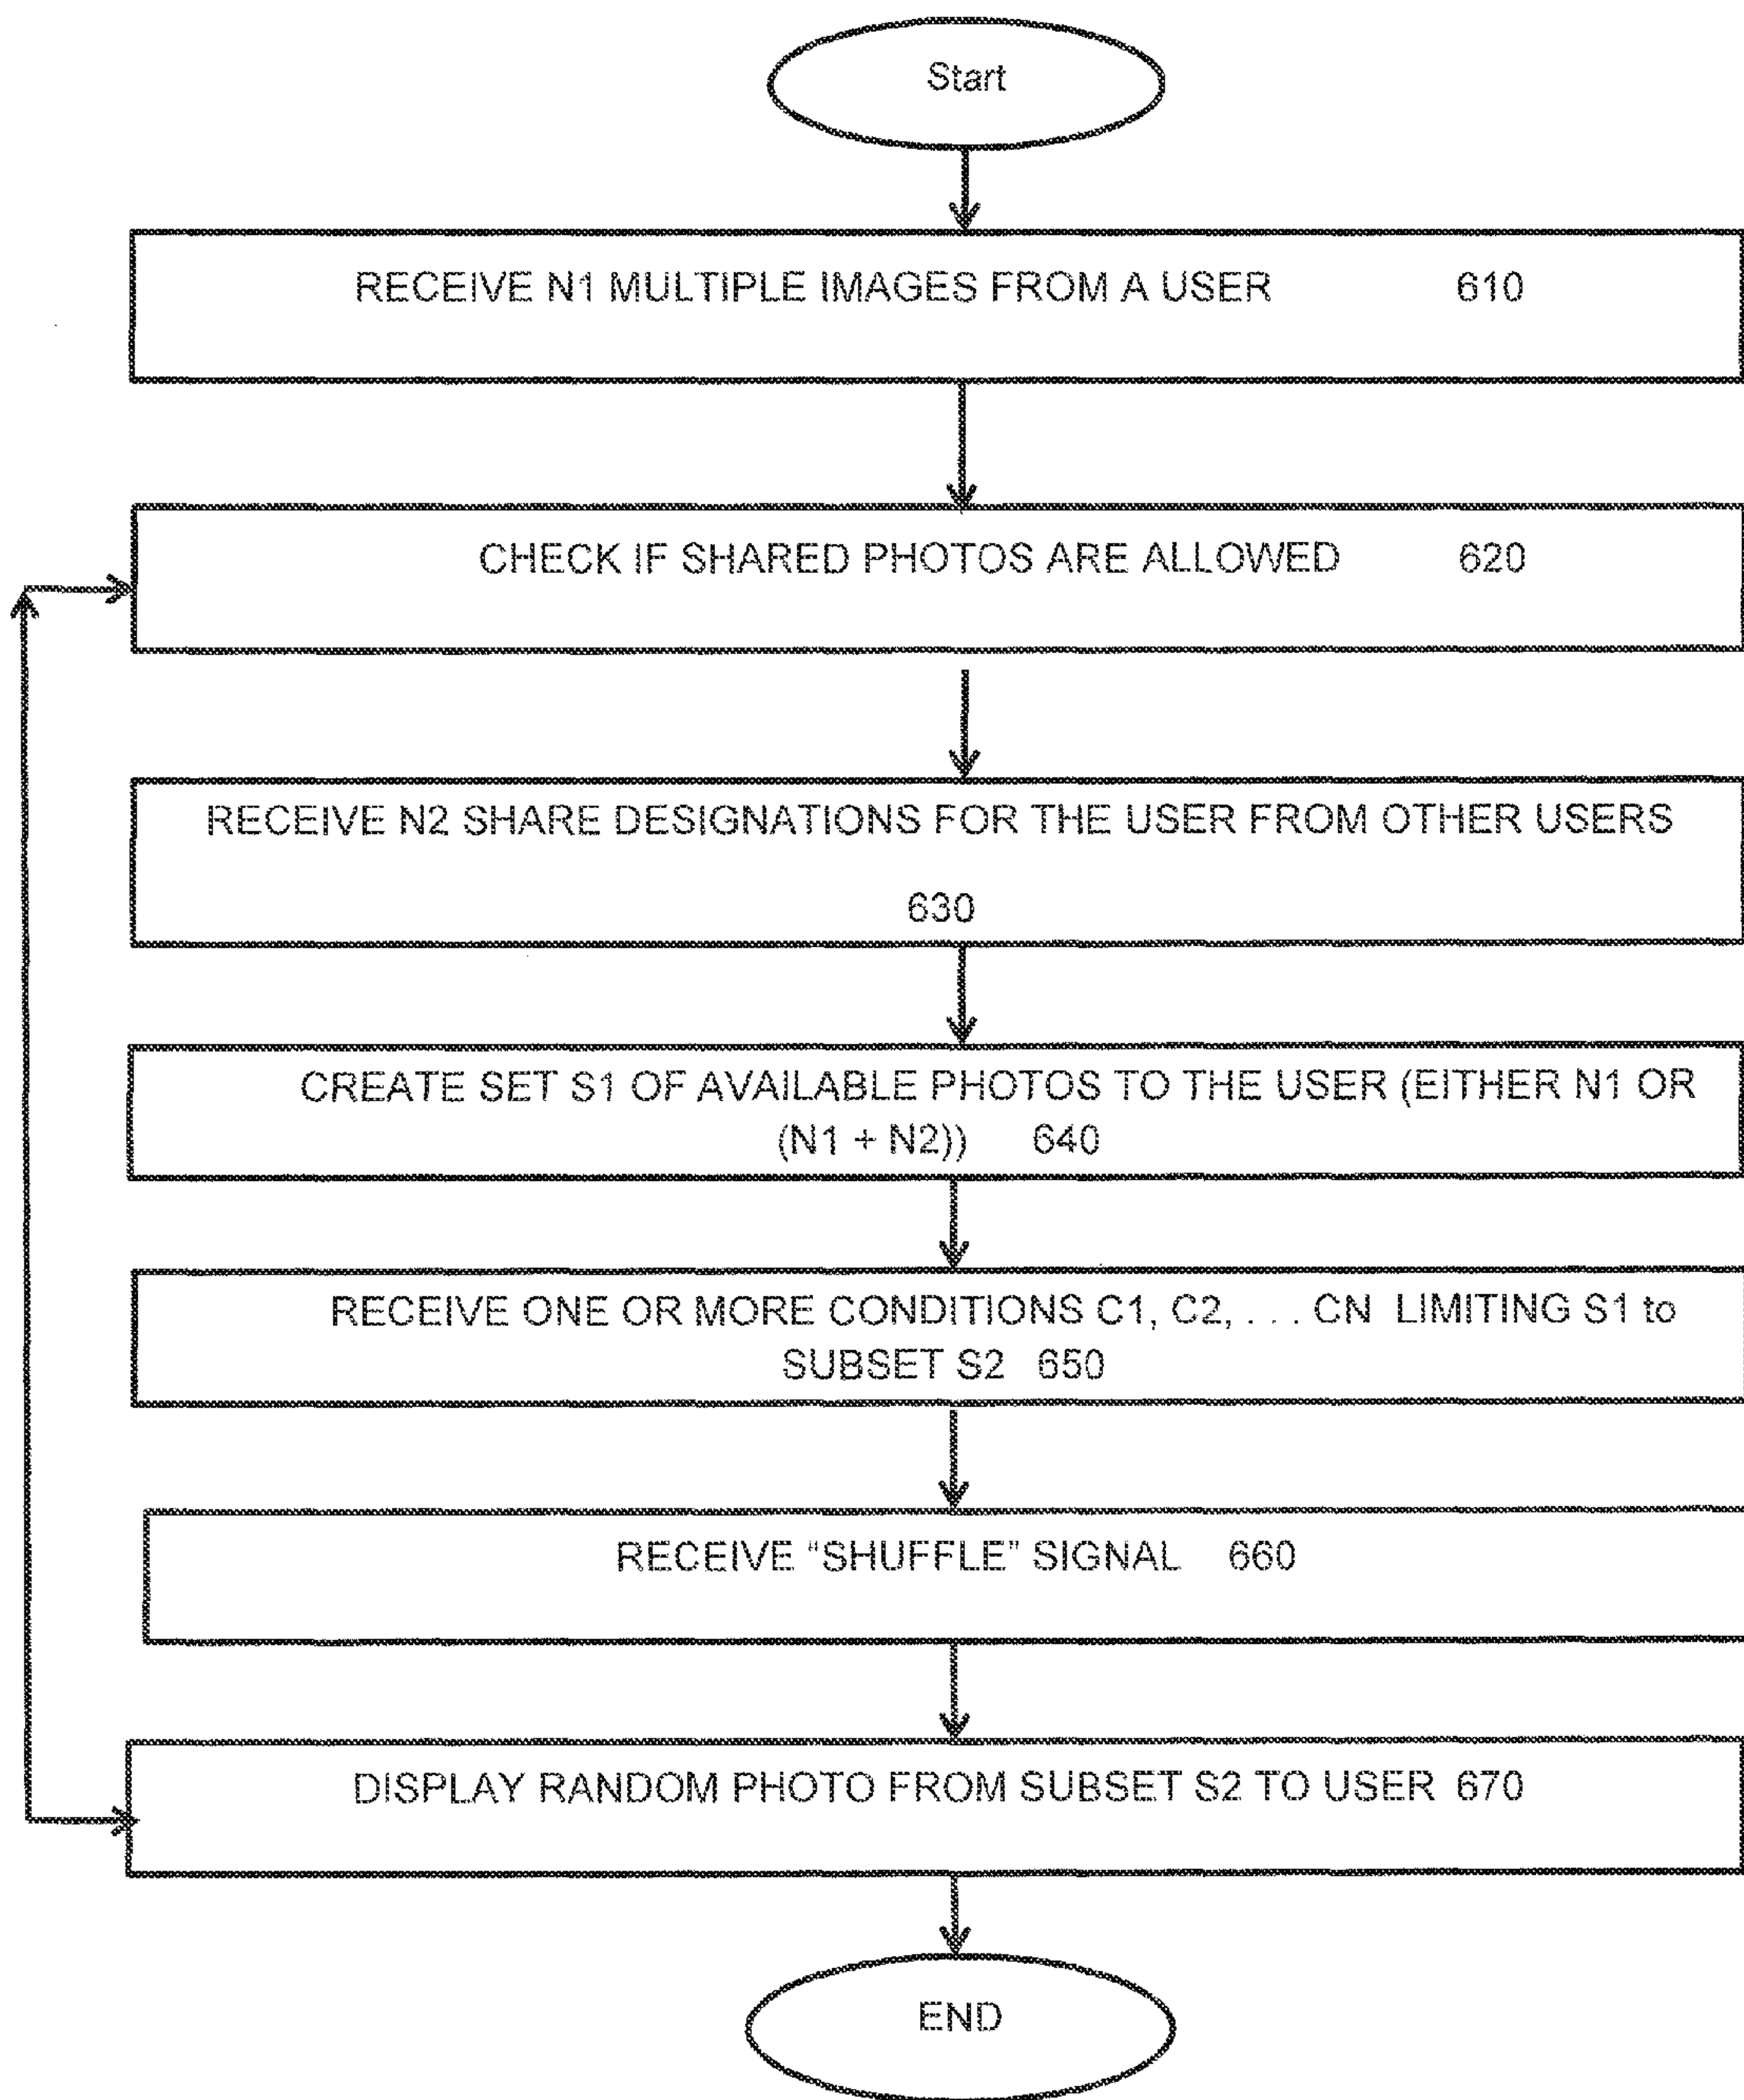 Start
RECEIVE N1 MULTIPLE IMAGES FROM A USER 610
CHECK IF SHARED PHOTOS ARE ALLOWED 620
RECEIVE N2 SHARE DESIGNATIONS FOR THE USER FROM OTHER USERS
630
CREATE SET S1 OF AVAILABLE PHOTOS TO THE USER (EITHER N1 OR
(N1 + N2)) 640
RECEIVE ONE OR MORE CONDITIONS C1, C2, . . . CN LIMITING S1 to
SUBSET S2 650
RECEIVE “SHUFFLE” SIGNAL 660
DISPLAY RANDOM PHOTO FROM SUBSET S2 TO USER 670
END